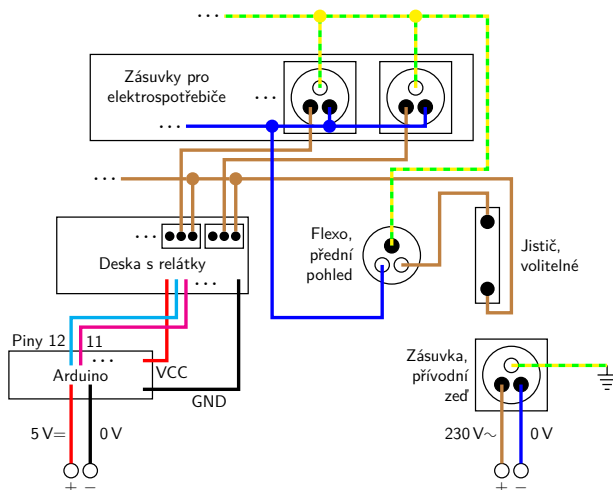 ...
Zásuvky pro
elektrospotřebiče
...
...
...
...
Deska s relátky
...
Flexo,
přední
pohled
Jistič,
volitelné
Piny 12
11
...
Arduino
VCC
GND
Zásuvka,
přívodní
zeď
5 V=
0 V
230 V~
0 V
+
−
+
−